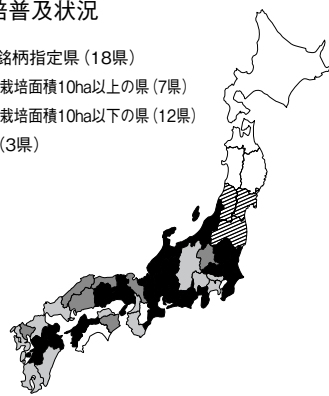 培普及状況
銘柄指定県(18県)
栽培面積10ha以上の県(7県)
栽培面積10ha以下の県(12県)
(3県)